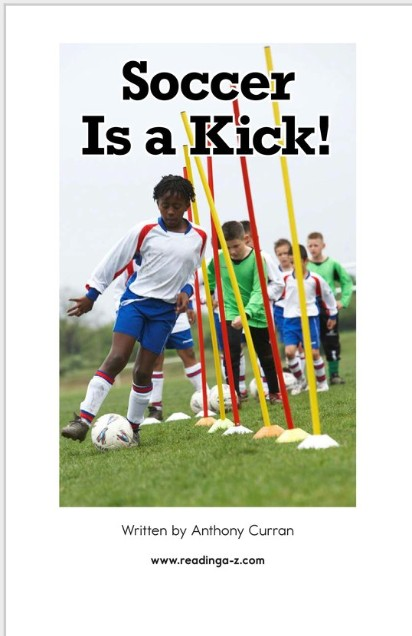 Soccer
Is a Kick!
Written by Anthony Curran
www.readinga-z.com